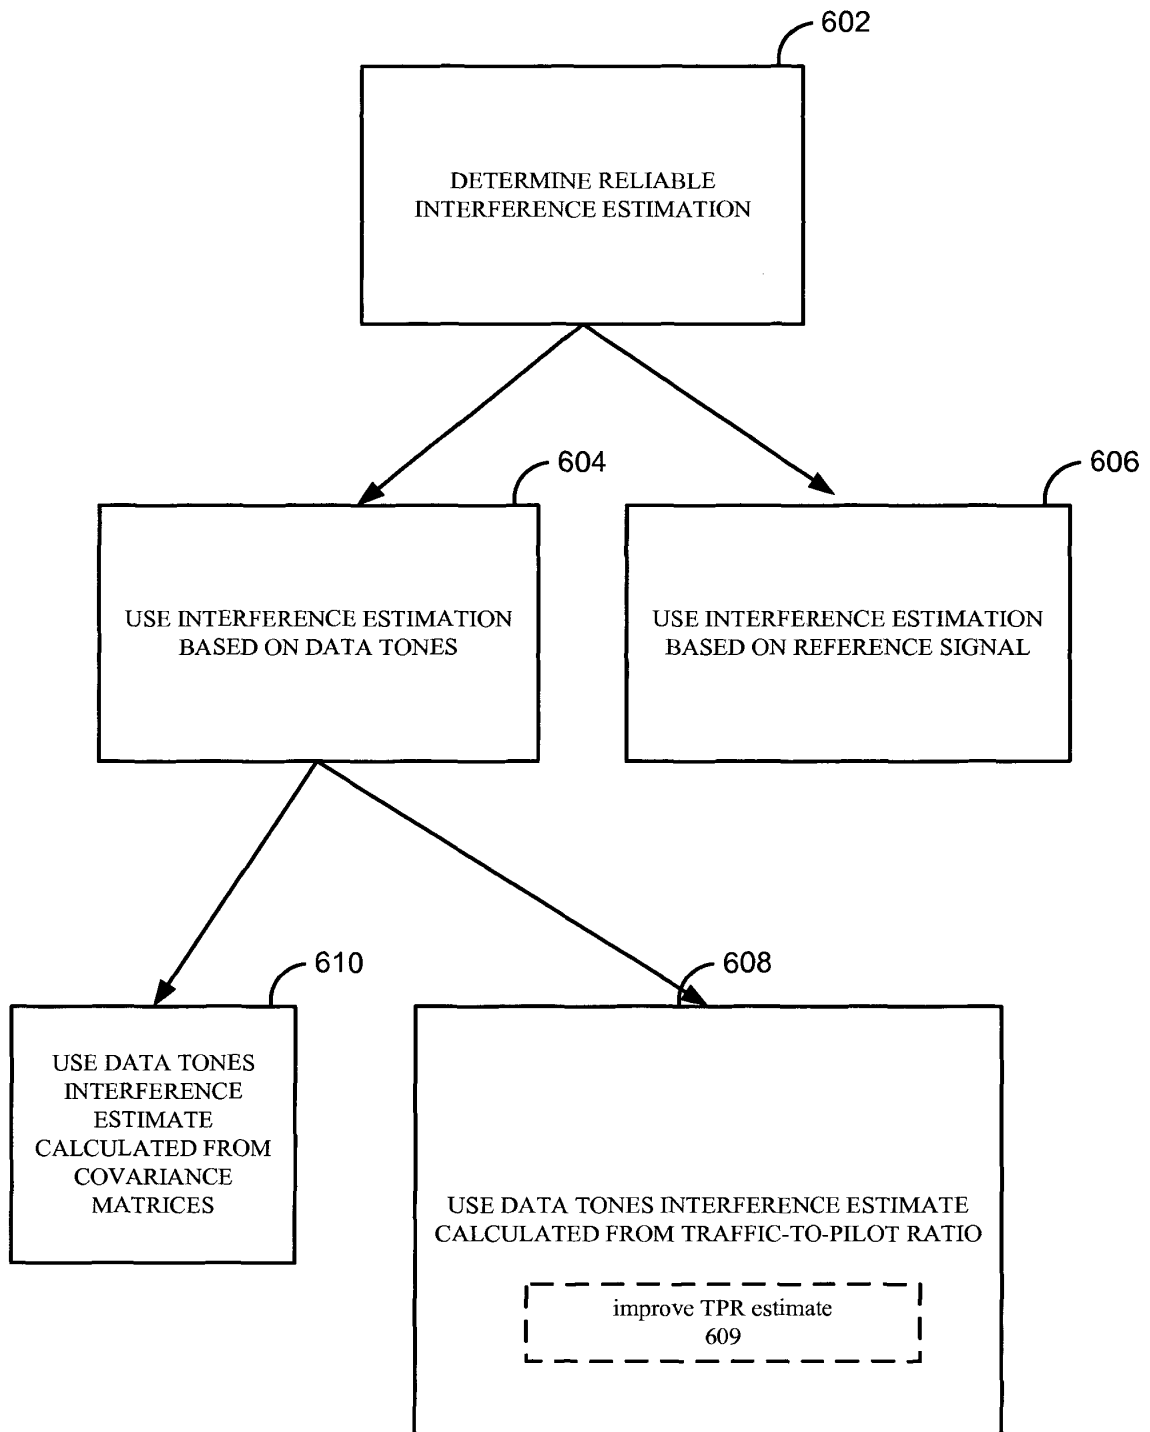 602
DETERMINE RELIABLE
INTERFERENCE ESTIMATION
604
606
USE INTERFERENCE ESTIMATION
BASED ON DATA TONES
USE INTERFERENCE ESTIMATION
BASED ON REFERENCE SIGNAL
610
608
USE DATA TONES
INTERFERENCE
ESTIMATE
CALCULATED FROM
COVARIANCE
MATRICES
USE DATA TONES INTERFERENCE ESTIMATE
CALCULATED FROM TRAFFIC-TO-PILOT RATIO
improve TPR estimate
609